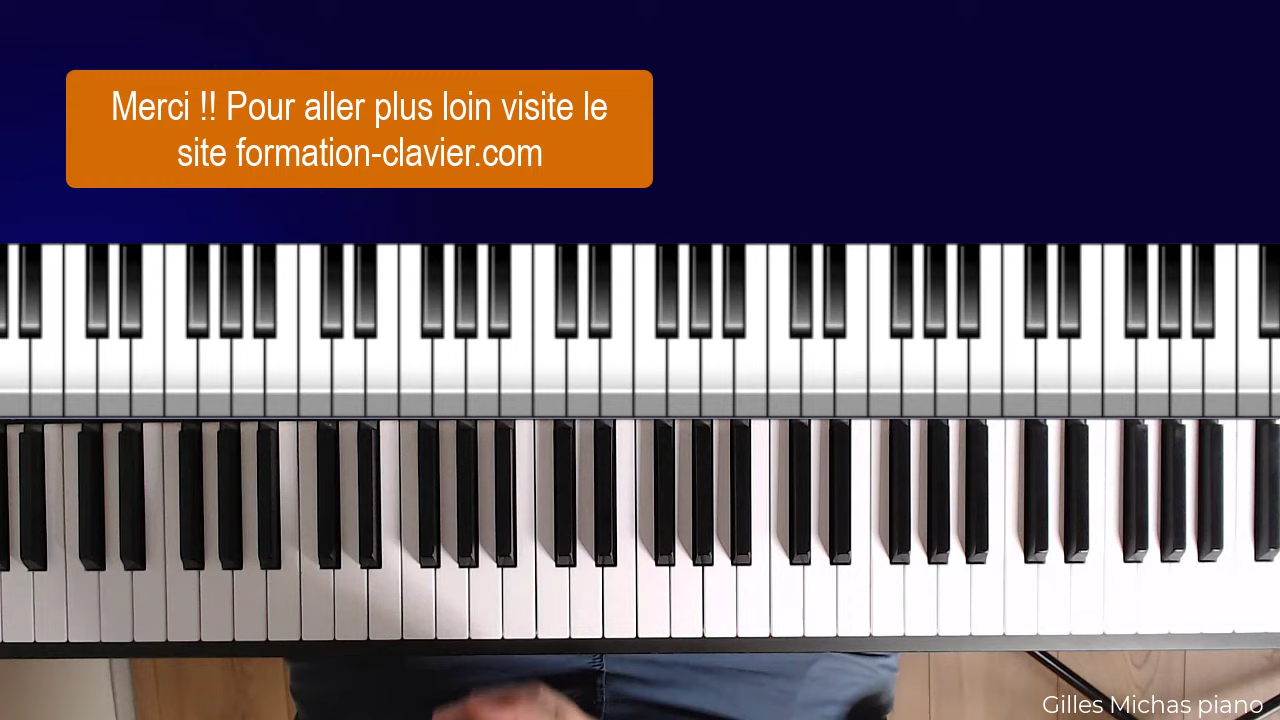 Merci !! Pour aller plus loin visite le
site formation-clavier.com
Gilles Michas piano